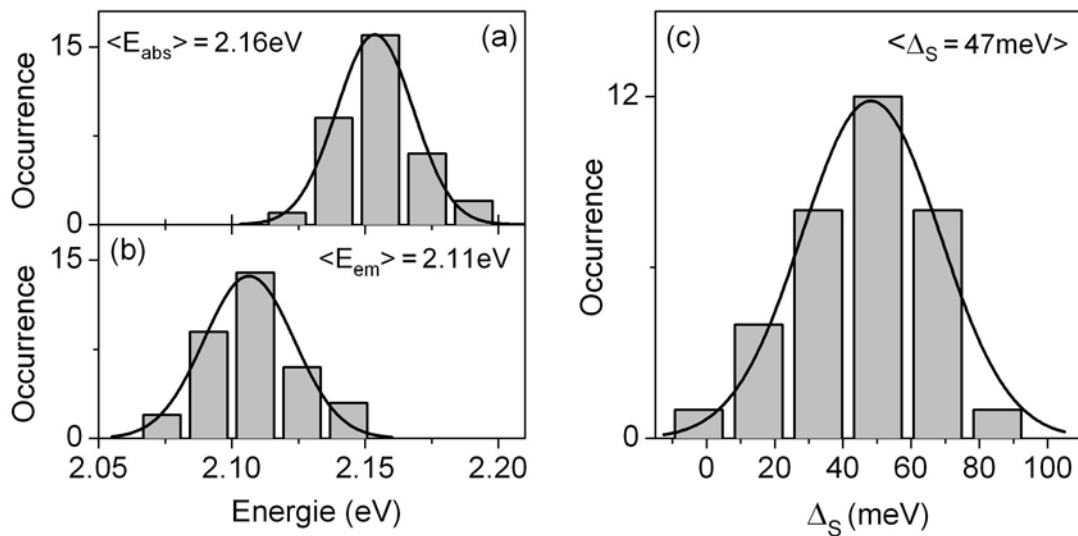 (a)
<E_abs> = 2.16eV
15
0
Occurrence
(b)
<E_em> = 2.11eV
15
0
Occurrence
2.05 2.10 2.15 2.20
Energie (eV)
(c)
<Δ_S = 47meV>
12
0
Occurrence
0 20 40 60 80 100
Δ_S (meV)